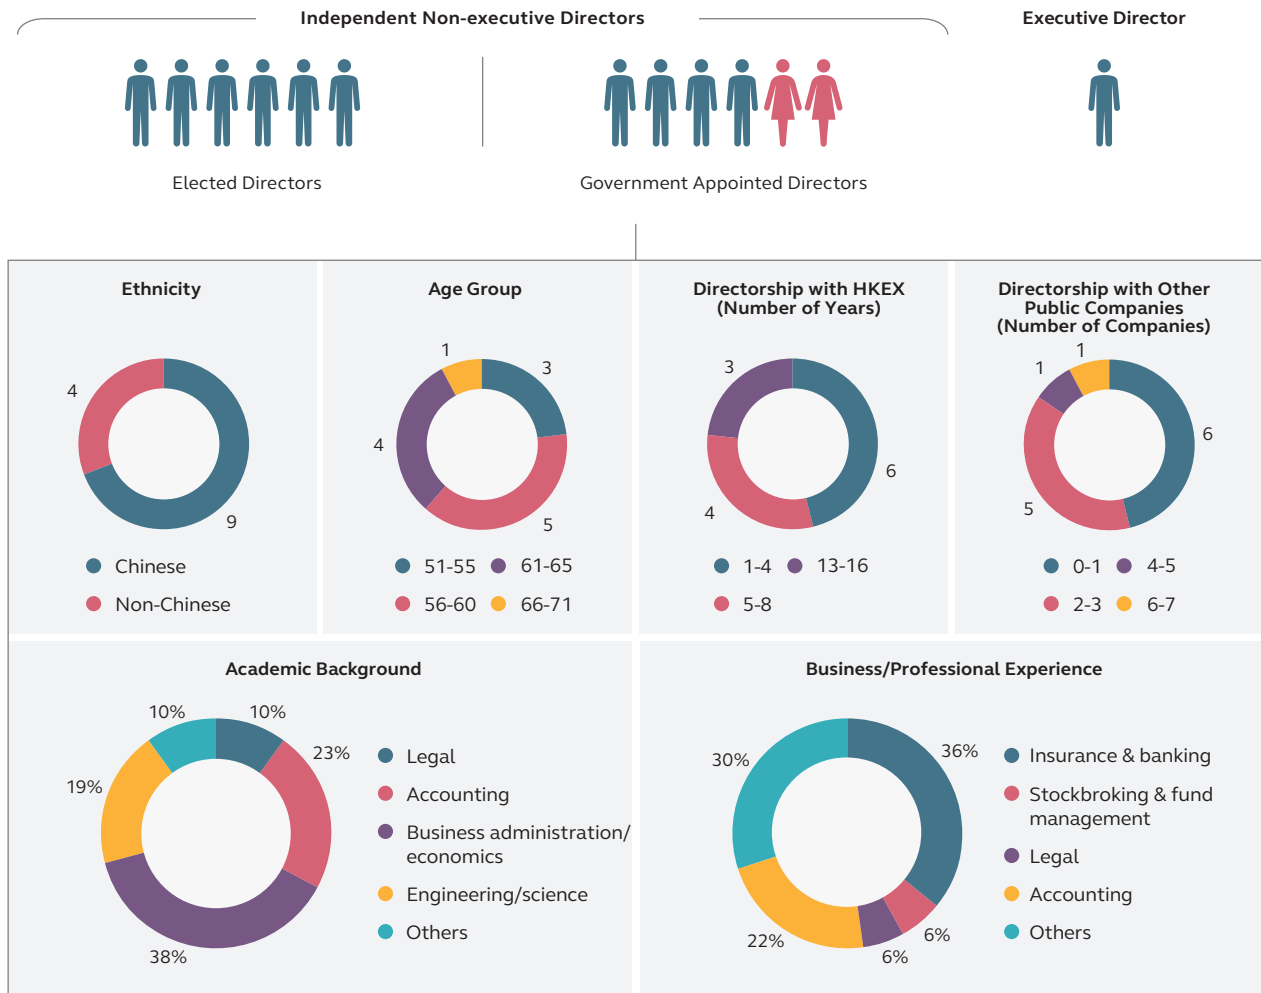 Independent Non-executive Directors
Executive Director
Elected Directors
Government Appointed Directors
Ethnicity
4
9
Chinese
Non-Chinese
Age Group
1
3
4
5
51-55
61-65
56-60
66-71
Directorship with HKEX
(Number of Years)
3
6
4
1-4
13-16
5-8
Directorship with Other
Public Companies
(Number of Companies)
1
1
6
5
0-1
4-5
2-3
6-7
Academic Background
10%
10%
23%
19%
38%
Legal
Accounting
Business administration/
economics
Engineering/science
Others
Business/Professional Experience
36%
30%
22%
6%
6%
Insurance & banking
Stockbroking & fund
management
Legal
Accounting
Others